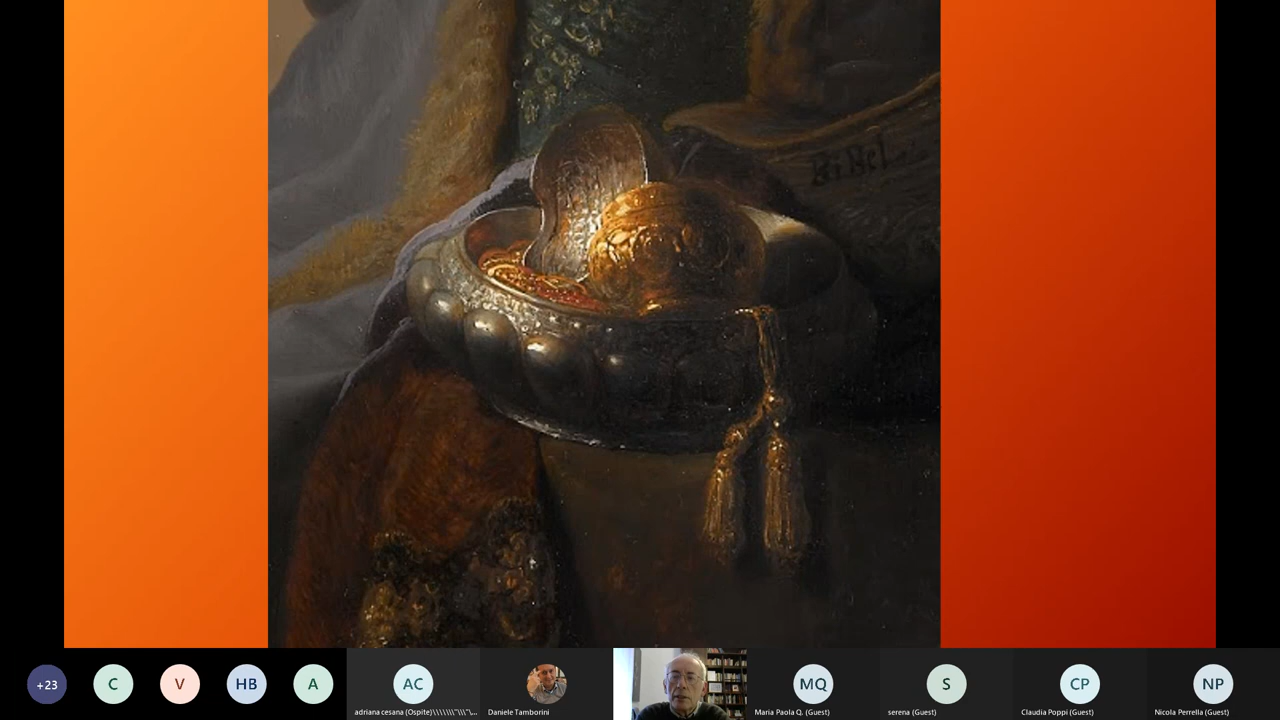 BiBel
+23
C
V
HB
A
AC
MQ
S
CP
NP
adriana cesana (Ospite)\\\\\\\"\\\"\...
Daniele Tamborini
Maria Paola Q. (Guest)
serena (Guest)
Claudia Poppi (Guest)
Nicola Perrella (Guest)